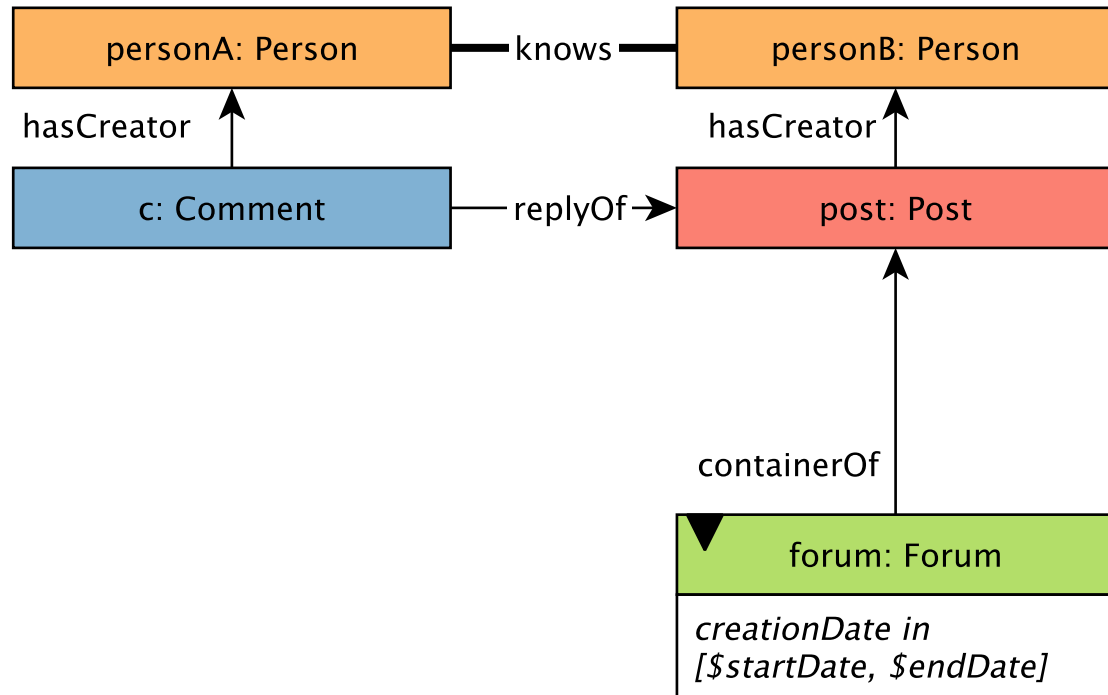 personA: Person
knows
personB: Person
hasCreator
hasCreator
c: Comment
replyOf
post: Post
containerOf
forum: Forum
creationDate in
[$startDate, $endDate]